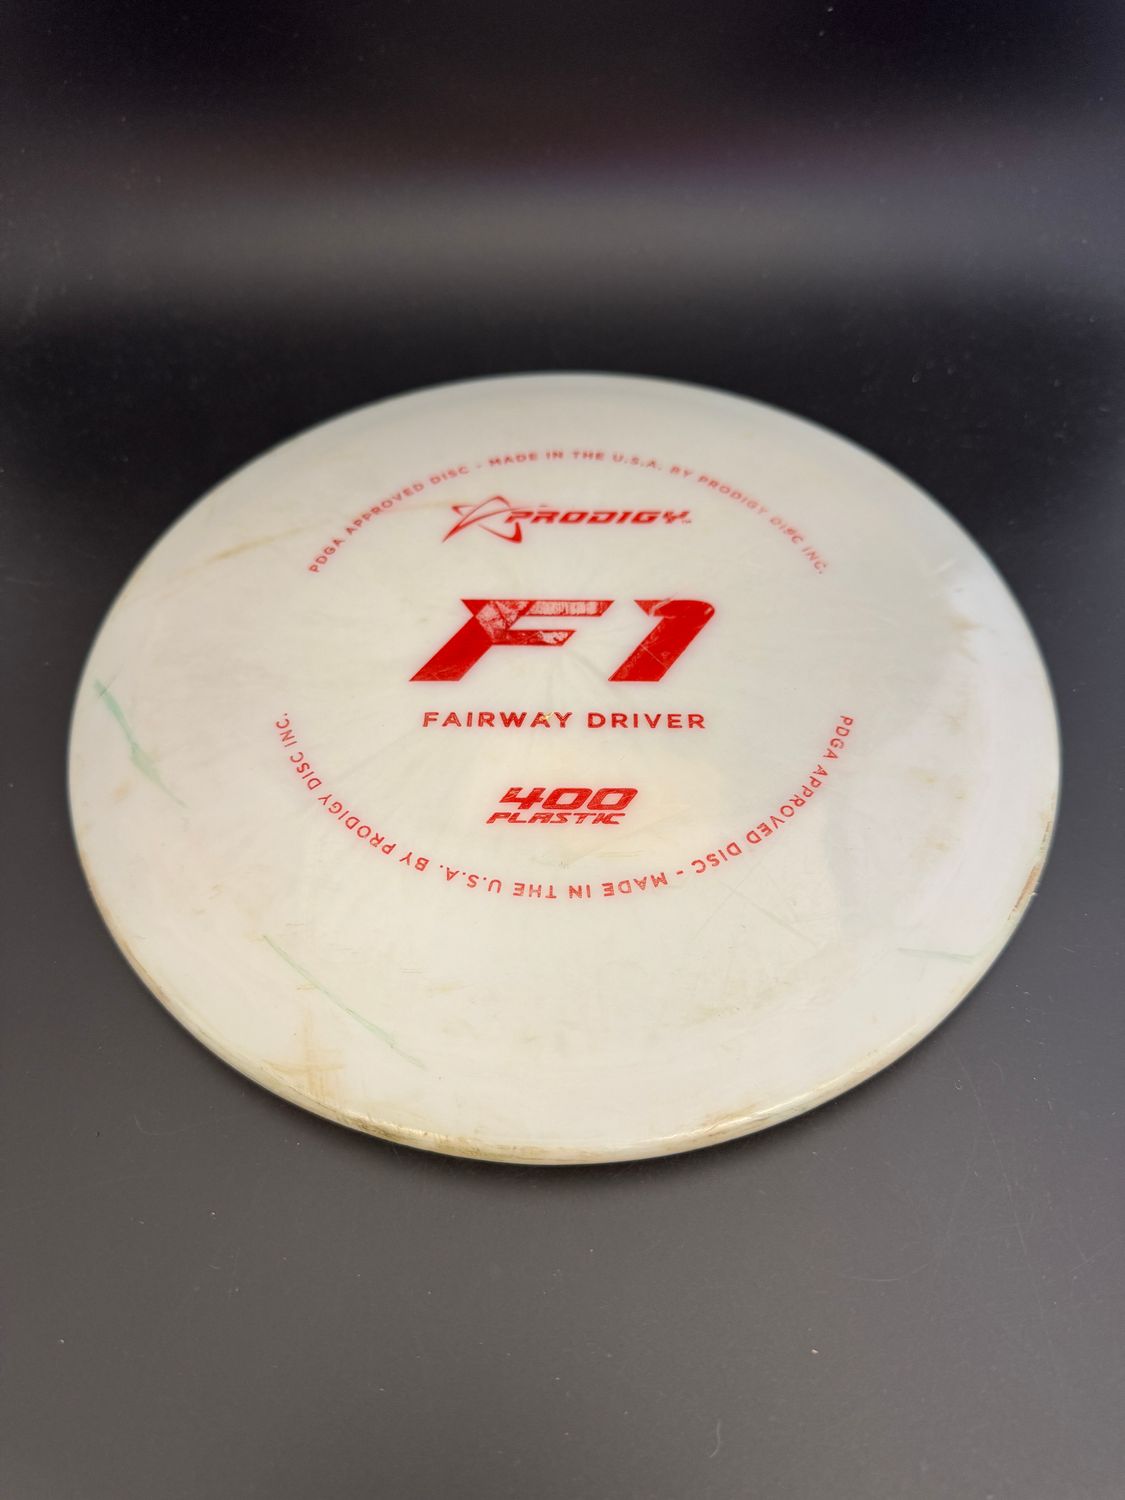 PDGA APPROVED DISC - MADE IN THE U.S.A. BY PRODIGY DISC INC.
PRODIGY™
F1
FAIRWAY DRIVER
400
PLASTIC
PDGA APPROVED DISC - MADE IN THE U.S.A. BY PRODIGY DISC INC.